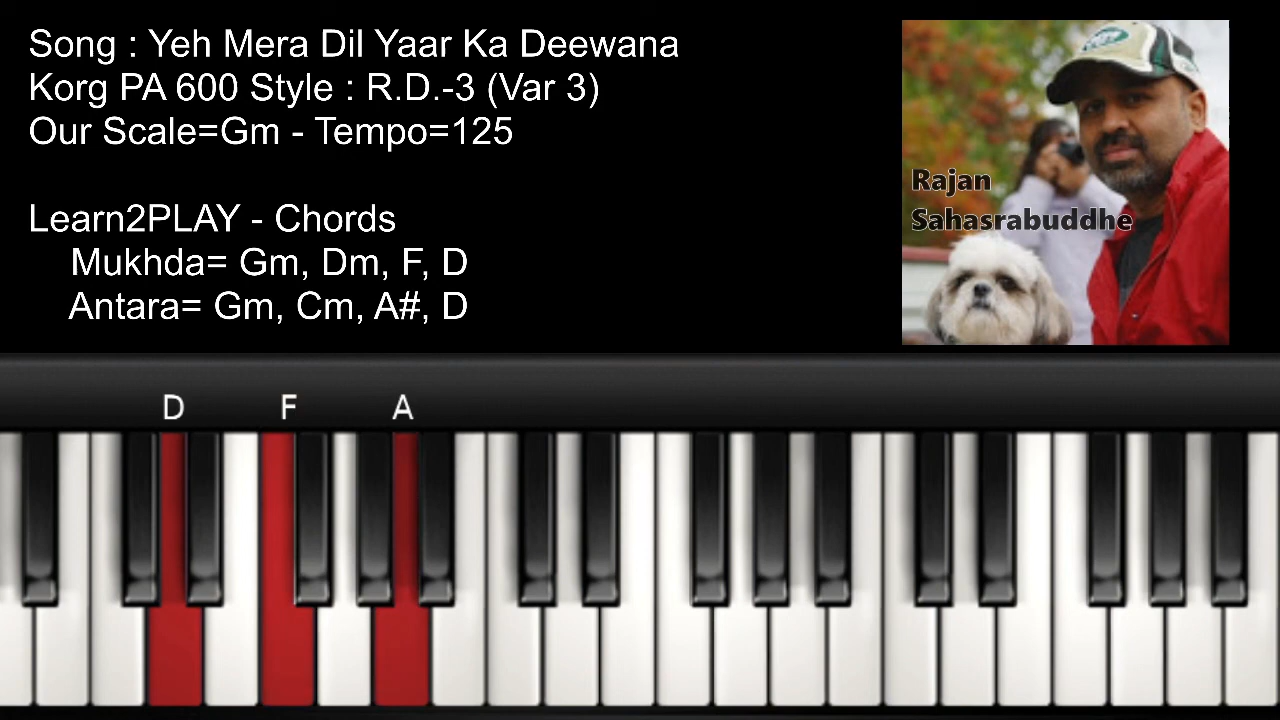 Song : Yeh Mera Dil Yaar Ka Deewana
Korg PA 600 Style : R.D.-3 (Var 3)
Our Scale=Gm - Tempo=125
Learn2PLAY - Chords
Mukhda= Gm, Dm, F, D
Antara= Gm, Cm, A#, D
Rajan
Sahasrabuddhe
D F A